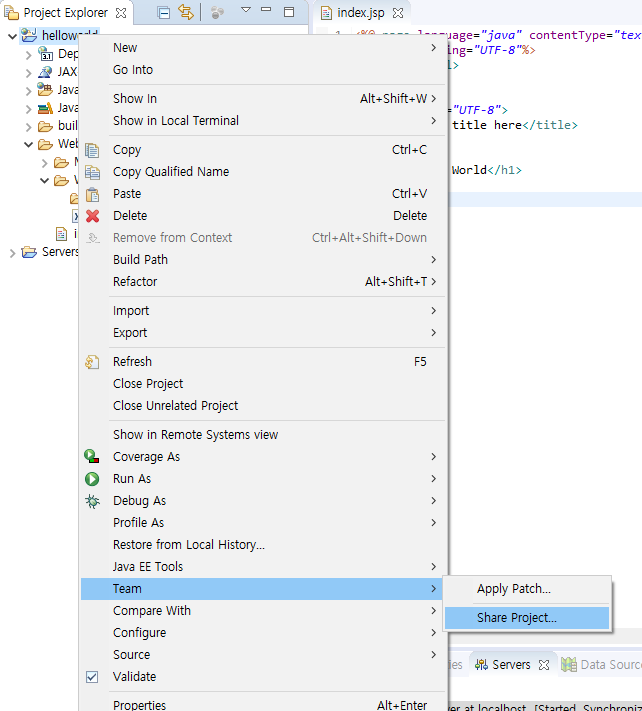 Project Explorer
index.jsp
helloworld
language="java" contentType="tex
ing="UTF-8"%>
="UTF-8">
title here</title>
World</h1>
New
Go Into
Show In Alt+Shift+W
Show in Local Terminal
Copy Ctrl+C
Copy Qualified Name
Paste Ctrl+V
Delete Delete
Remove from Context Ctrl+Alt+Shift+Down
Build Path
Refactor Alt+Shift+T
Import
Export
Refresh F5
Close Project
Close Unrelated Project
Show in Remote Systems view
Coverage As
Run As
Debug As
Profile As
Restore from Local History...
Java EE Tools
Team
Apply Patch...
Share Project...
Compare With
Configure
Source
Validate
Properties Alt+Enter
3.1 Dep
JAX
Java
Java
buil
Web
Servers
Servers
Data Sourc
er at localhost [Started, Synchroniz